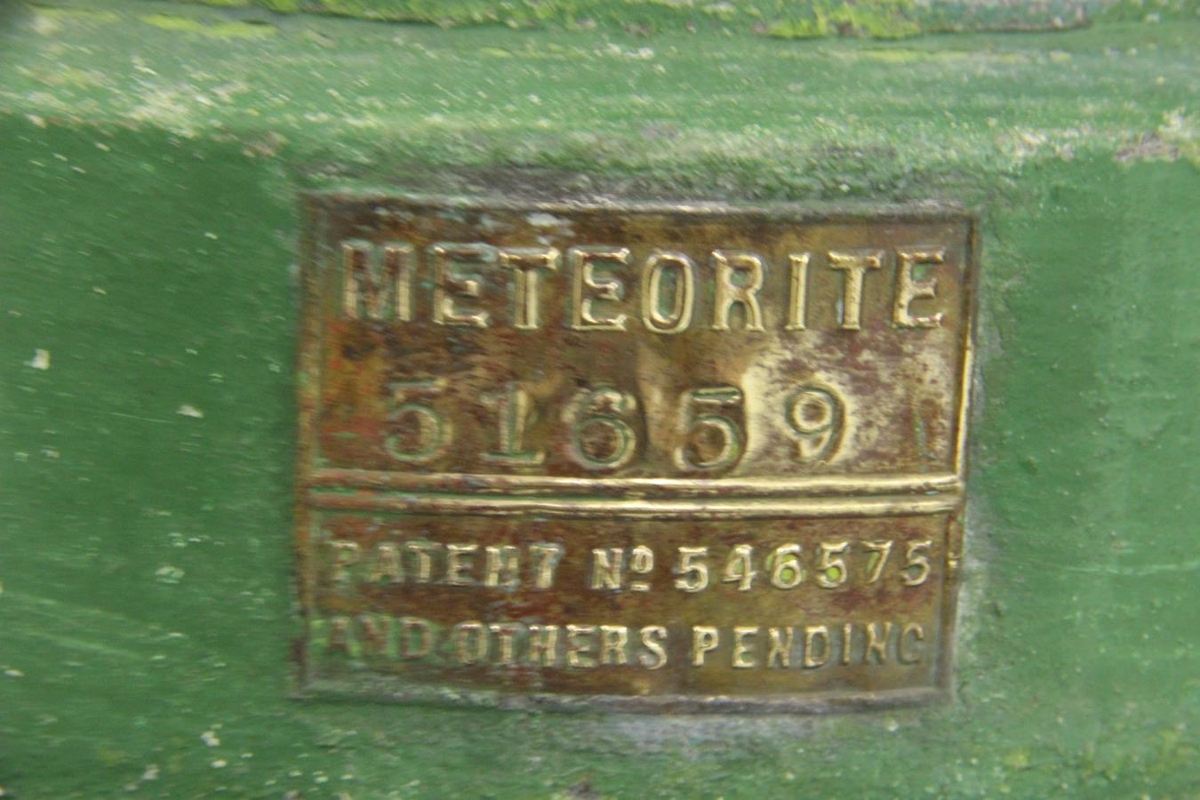 METEORITE
51659
PATENT Nº 546575
AND OTHERS PENDING